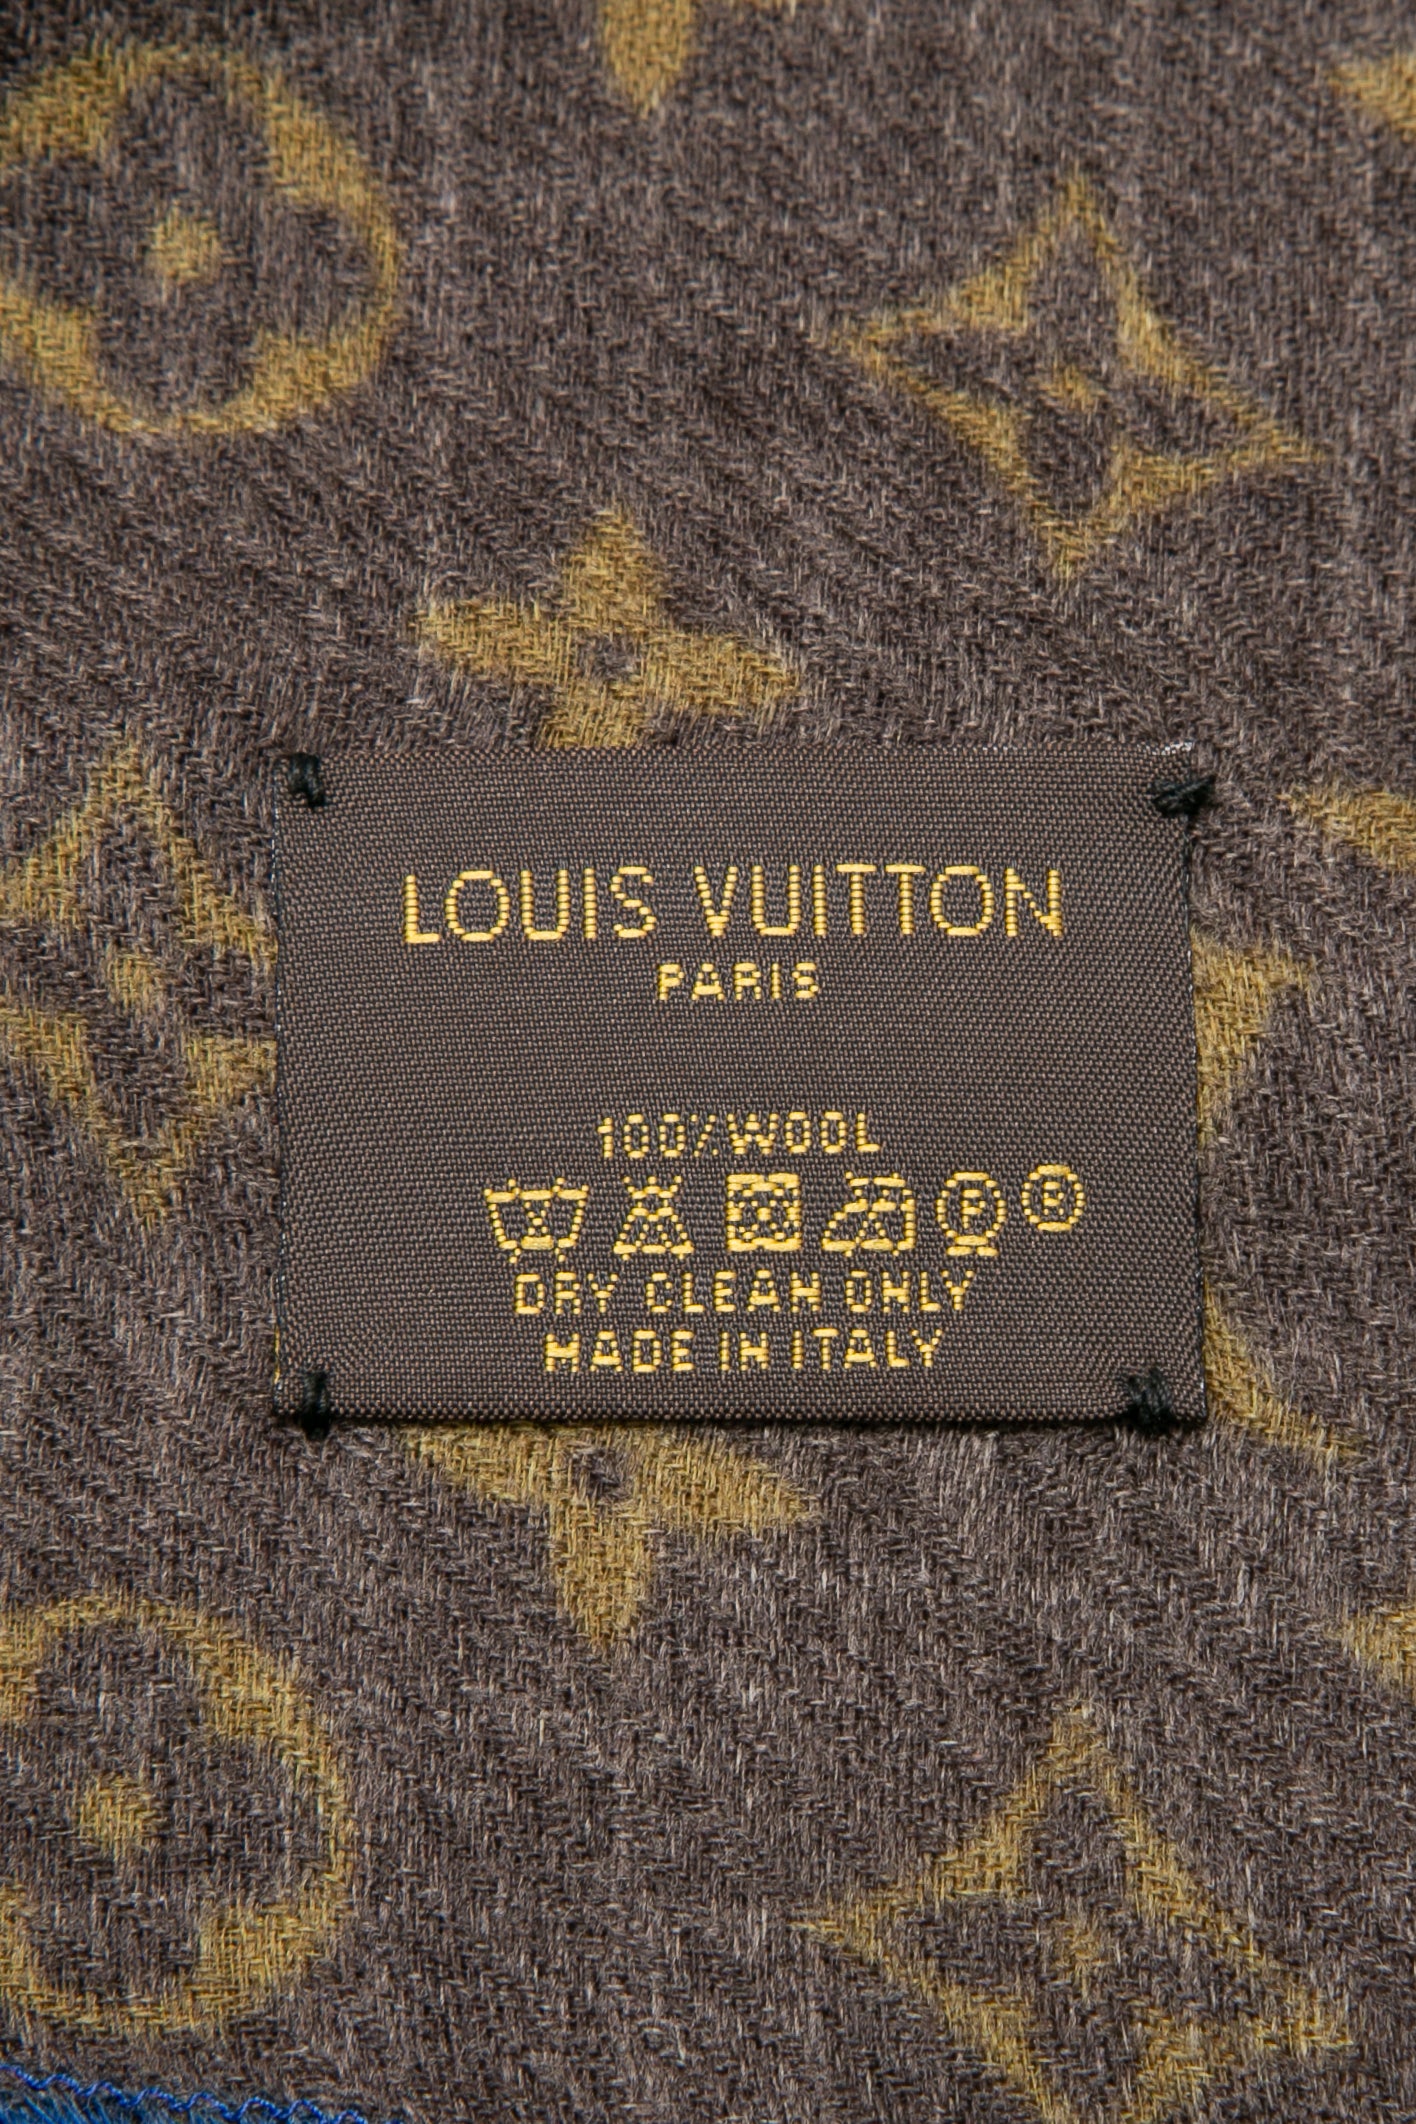 LOUIS VUITTON
PARIS
100% WOOL
P R
DRY CLEAN ONLY
MADE IN ITALY